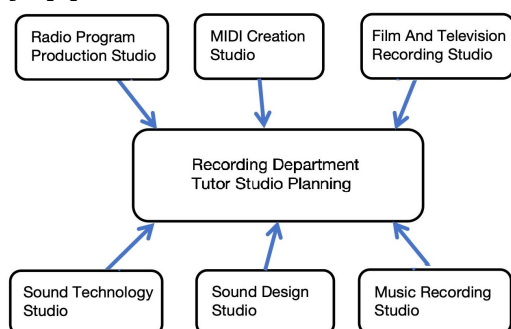 Radio Program
Production Studio
MIDI Creation
Studio
Film And Television
Recording Studio
Recording Department
Tutor Studio Planning
Sound Technology
Studio
Sound Design
Studio
Music Recording
Studio